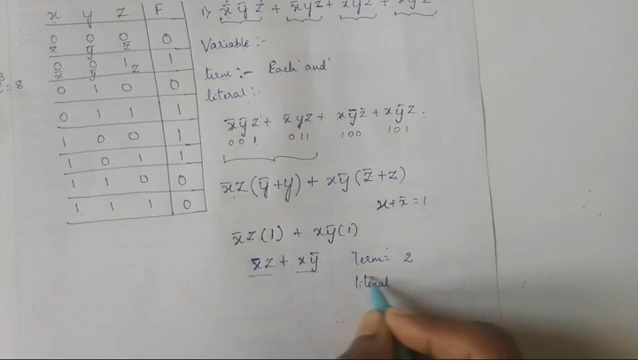 x y z F
0 0 0 0
x̄ ȳ z̄
0 0 1 1
x̄ ȳ z
0 1 0 0
0 1 1 1
1 0 0 1
1 0 1 1
1 1 0 0
1 1 1 0
= 8
1) x̄ȳz + x̄yz + xȳz̄ + xȳz
Variable :-
term :- Each 'and'
literal :-
x̄ȳz + x̄yz + xȳz̄ + xȳz
001 011 100 101
x̄z(ȳ+y) + xȳ(z̄+z)
x+x̄=1
x̄z(1) + xȳ(1)
x̄z + xȳ
Term = 2
literal